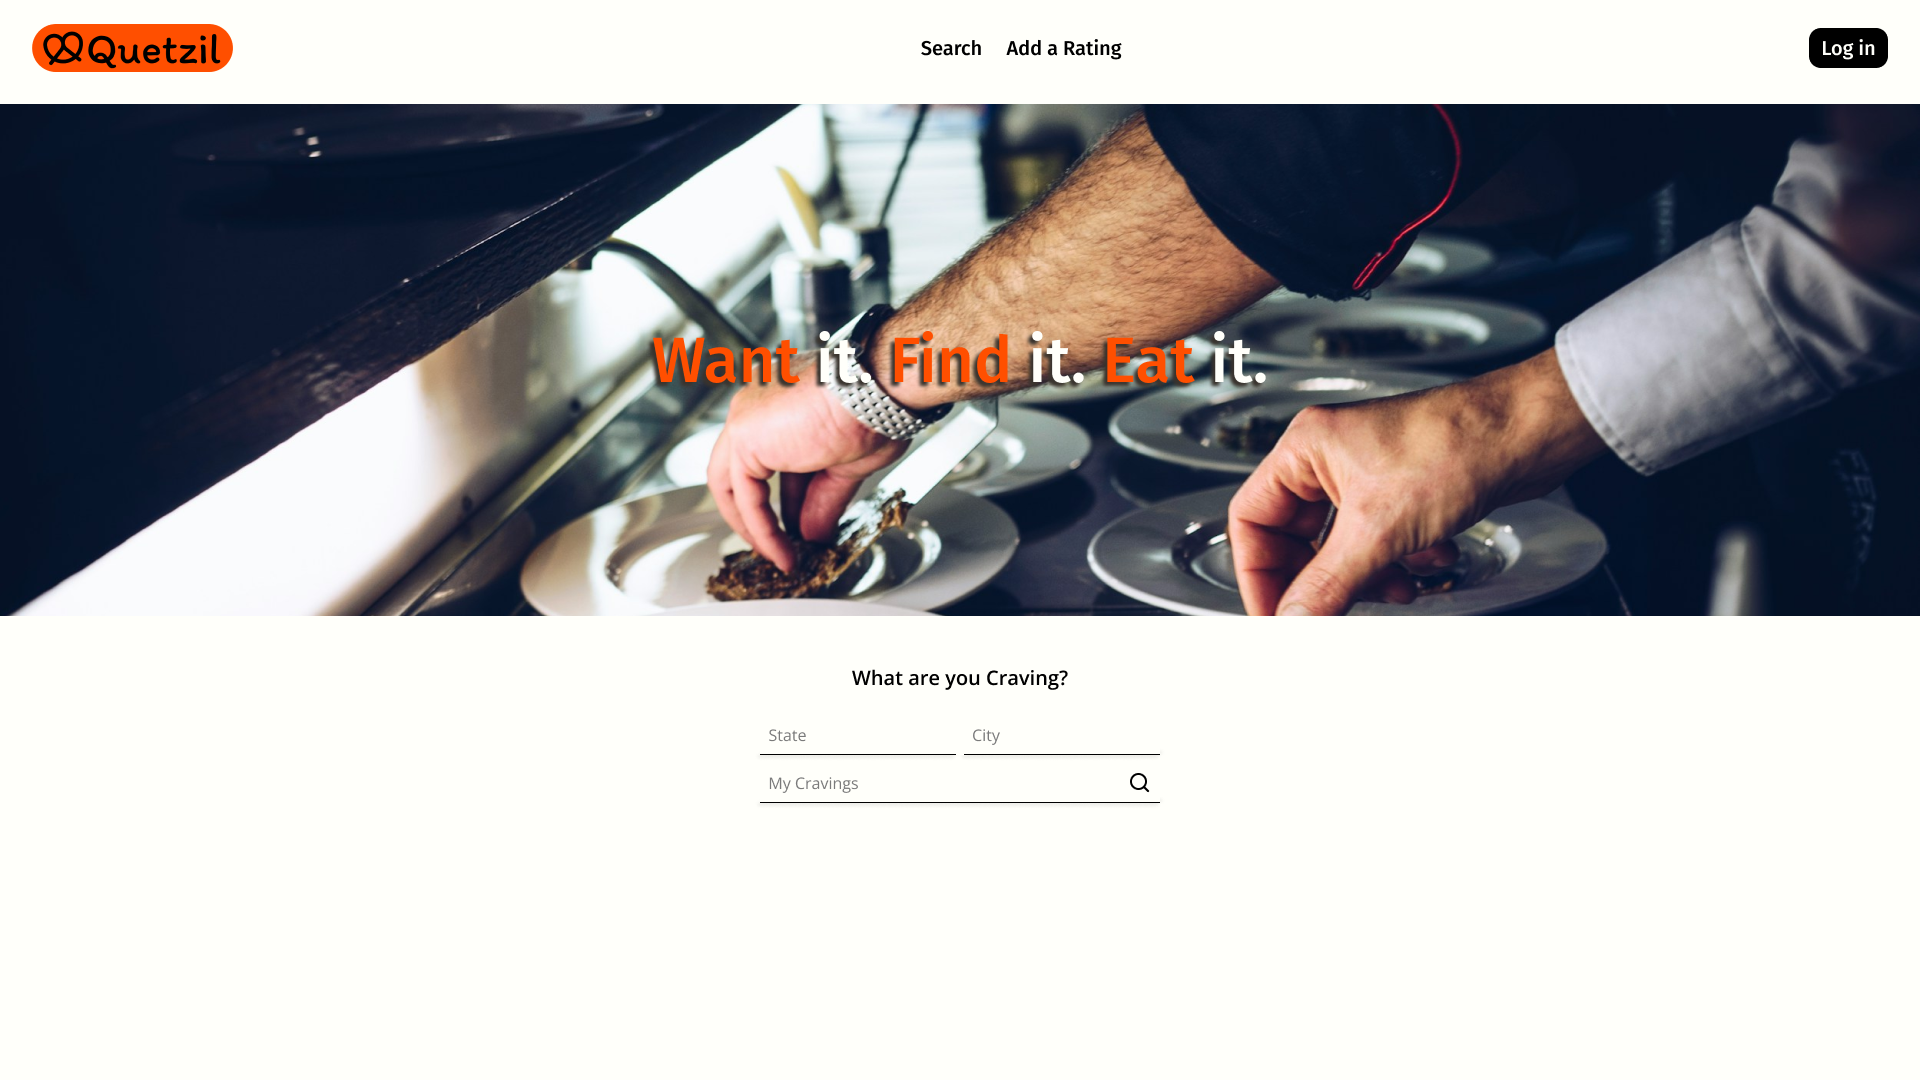 Quetzil
Search
Add a Rating
Log in
Want it. Find it. Eat it.
What are you Craving?
State
City
My Cravings